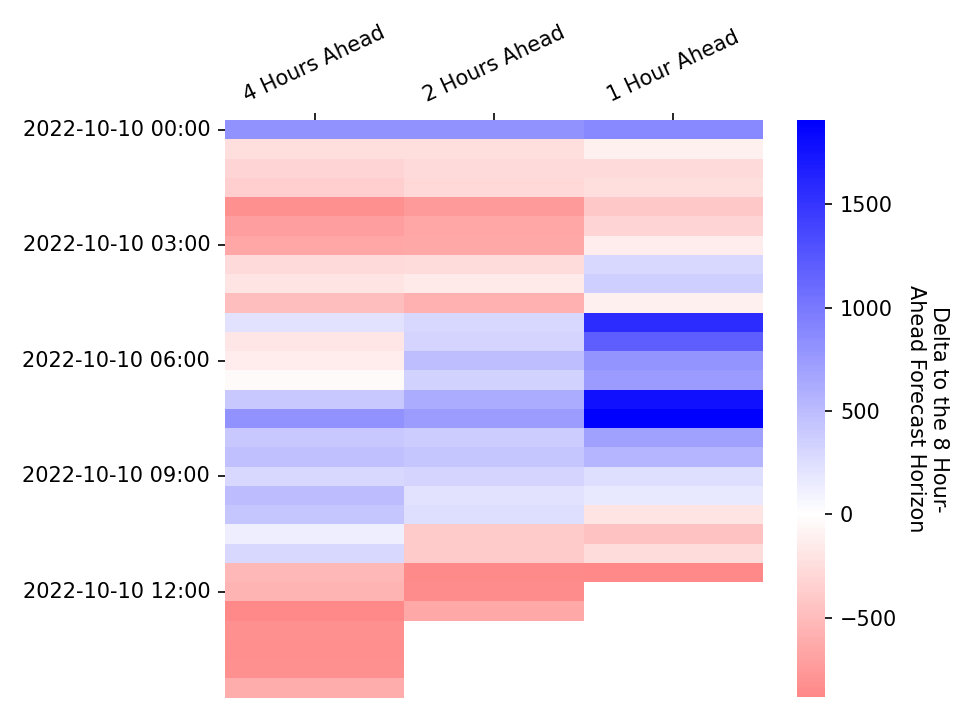 4 Hours Ahead
2 Hours Ahead
1 Hour Ahead
2022-10-10 00:00
2022-10-10 03:00
2022-10-10 06:00
2022-10-10 09:00
2022-10-10 12:00
1500
1000
500
0
−500
Delta to the 8 Hour-
Ahead Forecast Horizon